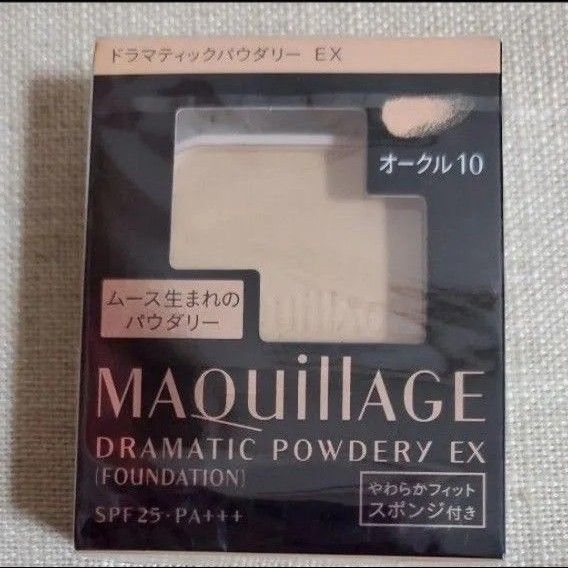 ドラマティックパウダリー EX
オークル10
ムース生まれの
パウダリー
MAQuillAGE
DRAMATIC POWDERY EX
(FOUNDATION)
SPF25・PA+++
やわらかフィット
スポンジ付き